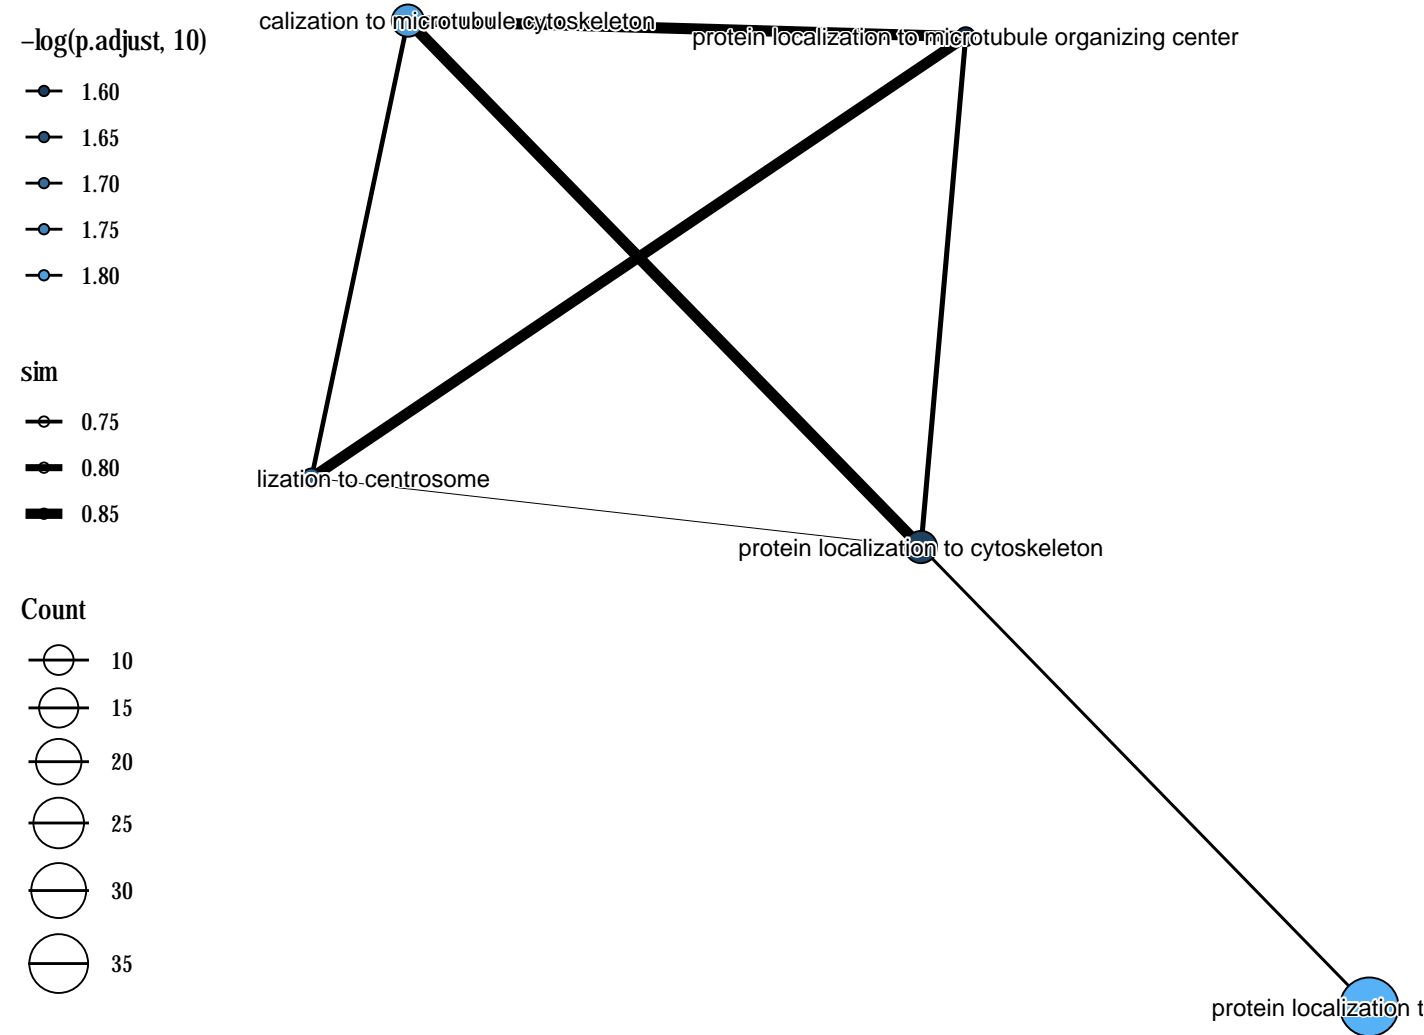 calization to microtubule cytoskeleton
protein localization to microtubule organizing center
−log(p.adjust, 10)
1.60
1.65
1.70
1.75
1.80
sim
0.75
0.80
0.85
lization to centrosome
protein localization to cytoskeleton
Count
10
15
20
25
30
35
protein localization t